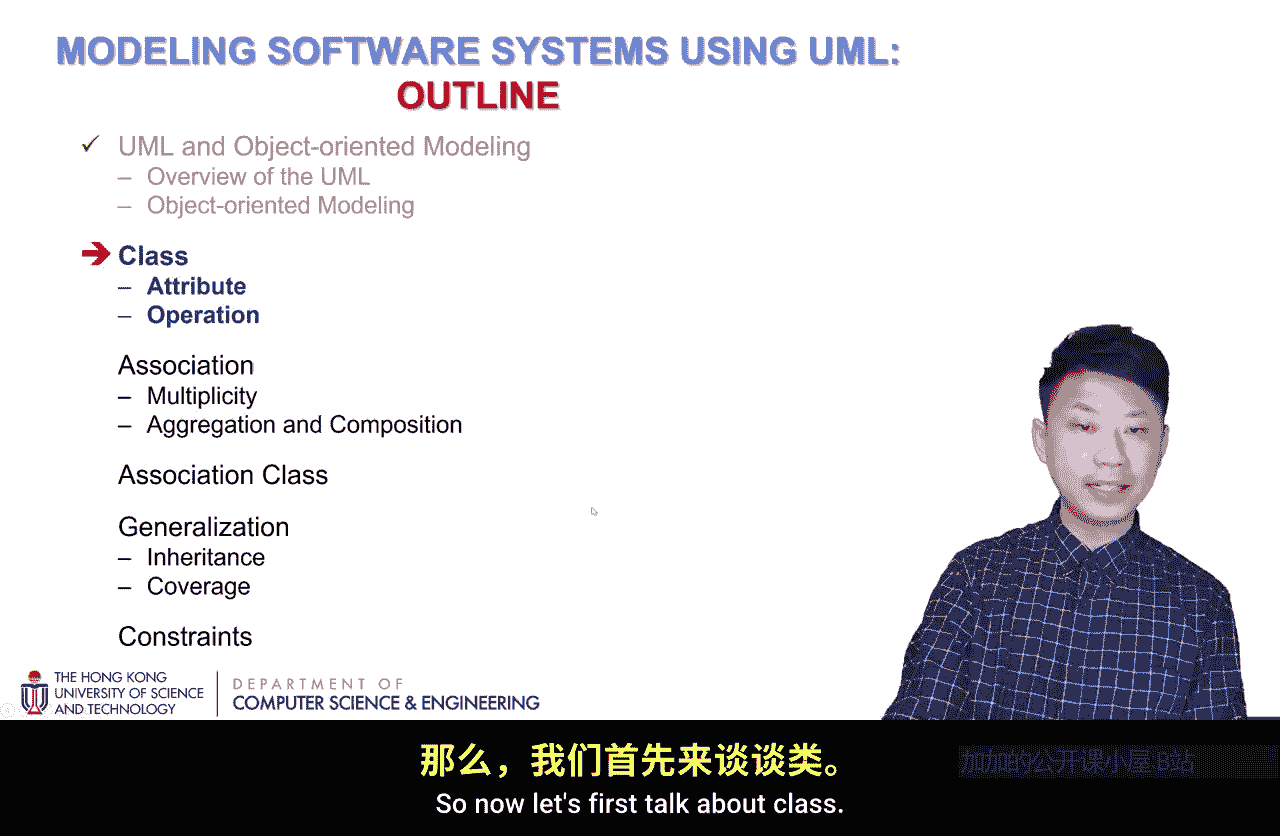 MODELING SOFTWARE SYSTEMS USING UML:
OUTLINE
✓ UML and Object-oriented Modeling
– Overview of the UML
– Object-oriented Modeling
➔ Class
– Attribute
– Operation
Association
– Multiplicity
– Aggregation and Composition
Association Class
Generalization
– Inheritance
– Coverage
Constraints
THE HONG KONG
UNIVERSITY OF SCIENCE
AND TECHNOLOGY
DEPARTMENT OF
COMPUTER SCIENCE & ENGINEERING
那么，我们首先来谈谈类。
加加的公开课小屋 B站
So now let's first talk about class.